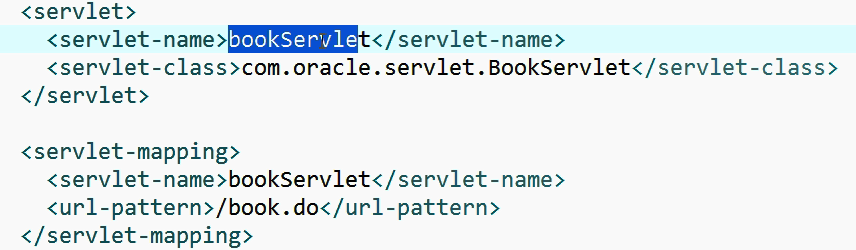 <servlet>
<servlet-name>bookServlet</servlet-name>
<servlet-class>com.oracle.servlet.BookServlet</servlet-class>
</servlet>
<servlet-mapping>
<servlet-name>bookServlet</servlet-name>
<url-pattern>/book.do</url-pattern>
</servlet-mapping>